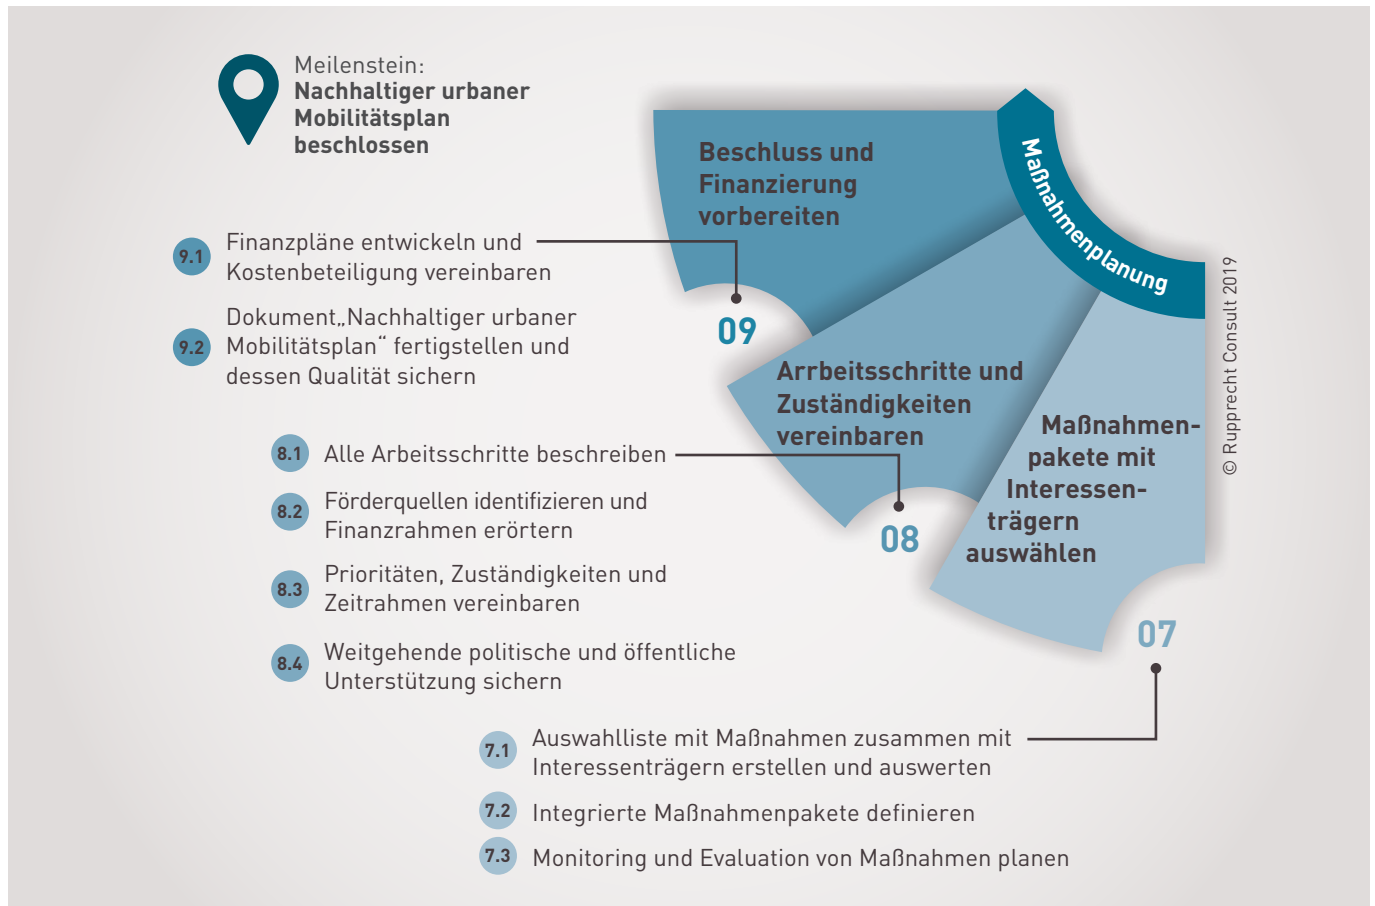 Meilenstein:
Nachhaltiger urbaner
Mobilitätsplan
beschlossen
Maßnahmenplanung
Beschluss und
Finanzierung
vorbereiten
09
9.1
Finanzpläne entwickeln und
Kostenbeteiligung vereinbaren
9.2
Dokument„Nachhaltiger urbaner
Mobilitätsplan“ fertigstellen und
dessen Qualität sichern
Arrbeitsschritte und
Zuständigkeiten
vereinbaren
08
8.1
Alle Arbeitsschritte beschreiben
8.2
Förderquellen identifizieren und
Finanzrahmen erörtern
8.3
Prioritäten, Zuständigkeiten und
Zeitrahmen vereinbaren
8.4
Weitgehende politische und öffentliche
Unterstützung sichern
Maßnahmen-
pakete mit
Interessen-
trägern
auswählen
07
7.1
Auswahlliste mit Maßnahmen zusammen mit
Interessenträgern erstellen und auswerten
7.2
Integrierte Maßnahmenpakete definieren
7.3
Monitoring und Evaluation von Maßnahmen planen
© Rupprecht Consult 2019